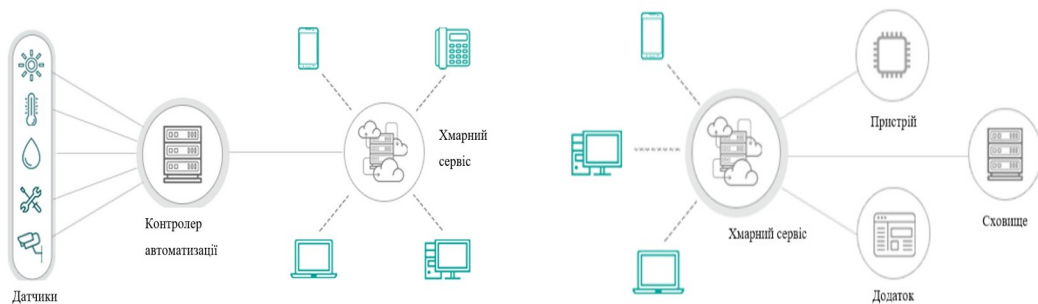 Датчики
Контролер
автоматизації
Хмарний
сервіс
Хмарний сервіс
Пристрій
Сховище
Додаток